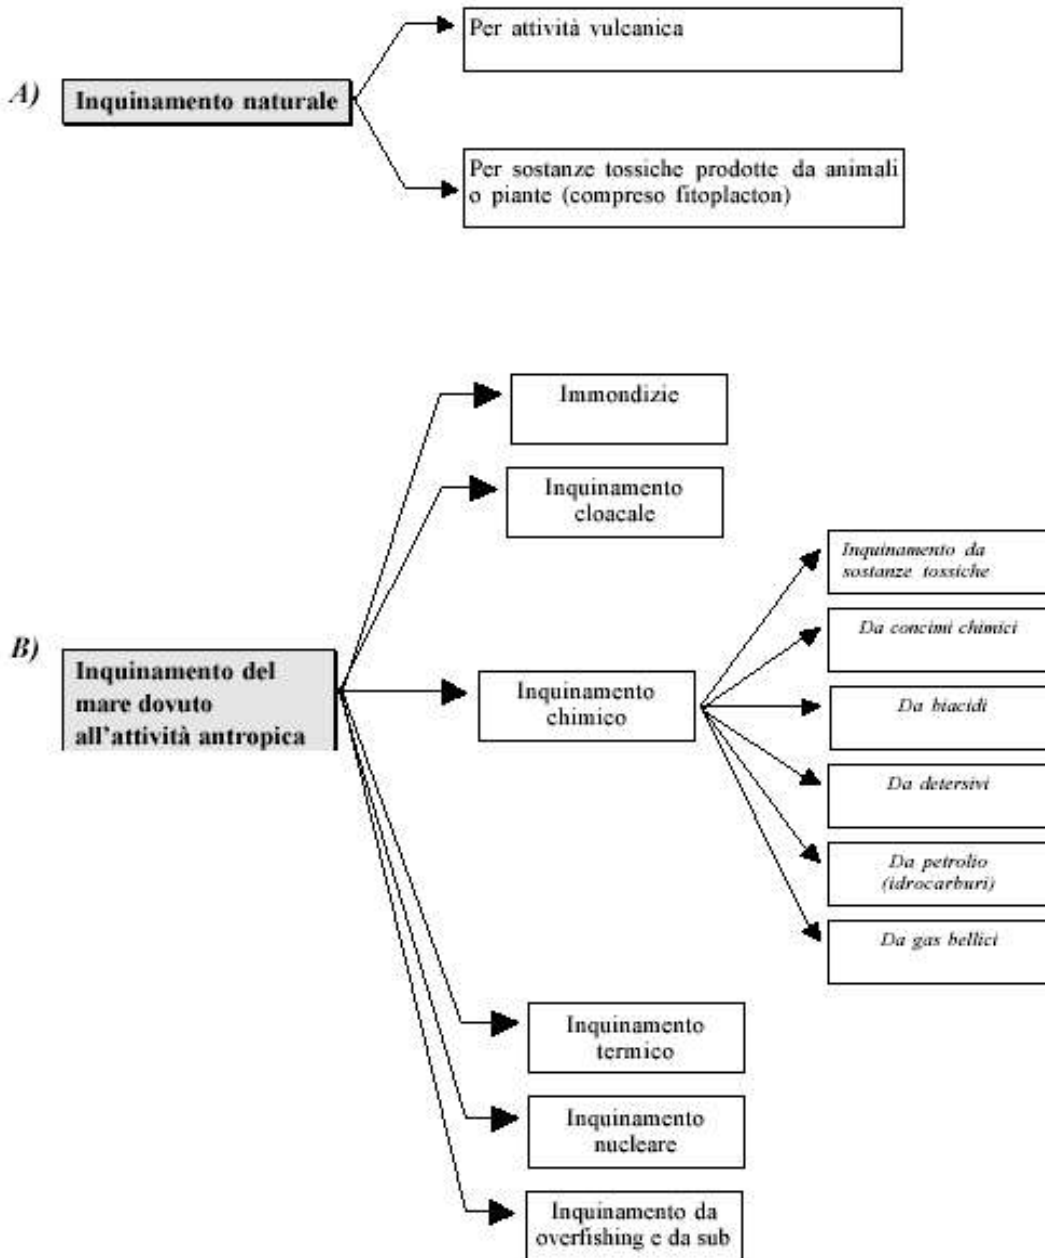 Per attività vulcanica
A)
Inquinamento naturale
Per sostanze tossiche prodotte da animali
o piante (compreso fitoplacton)
Immondizie
Inquinamento
cloacale
B)
Inquinamento del
mare dovuto
all'attività antropica
Inquinamento
chimico
Inquinamento da
sostanze tossiche
Da concimi chimici
Da biacidi
Da detersivi
Da petrolio
(idrocarburi)
Da gas bellici
Inquinamento
termico
Inquinamento
nucleare
Inquinamento da
overfishing e da sub